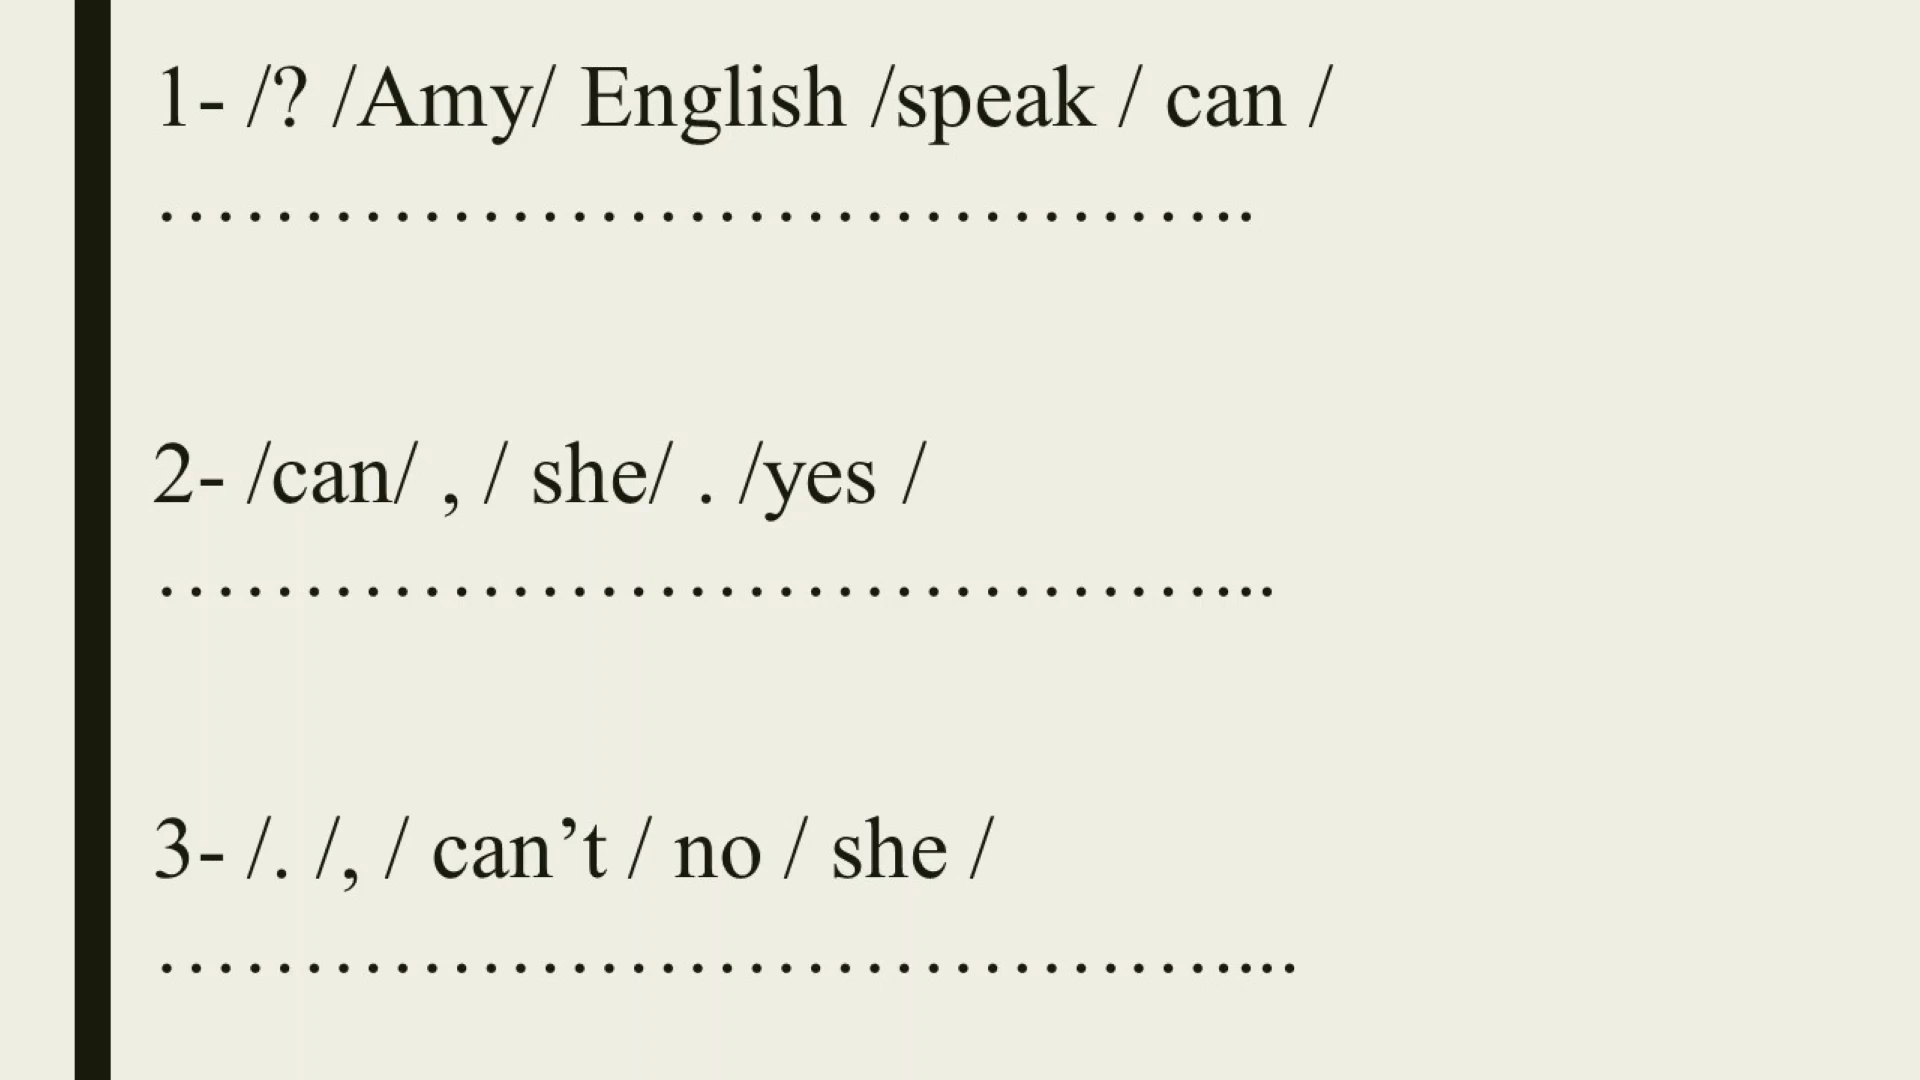 1- /? /Amy/ English /speak / can /
……………………………………
2- /can/ , / she/ . /yes /
…………………………………….
3- /. /, / can’t / no / she /
……………………………………..